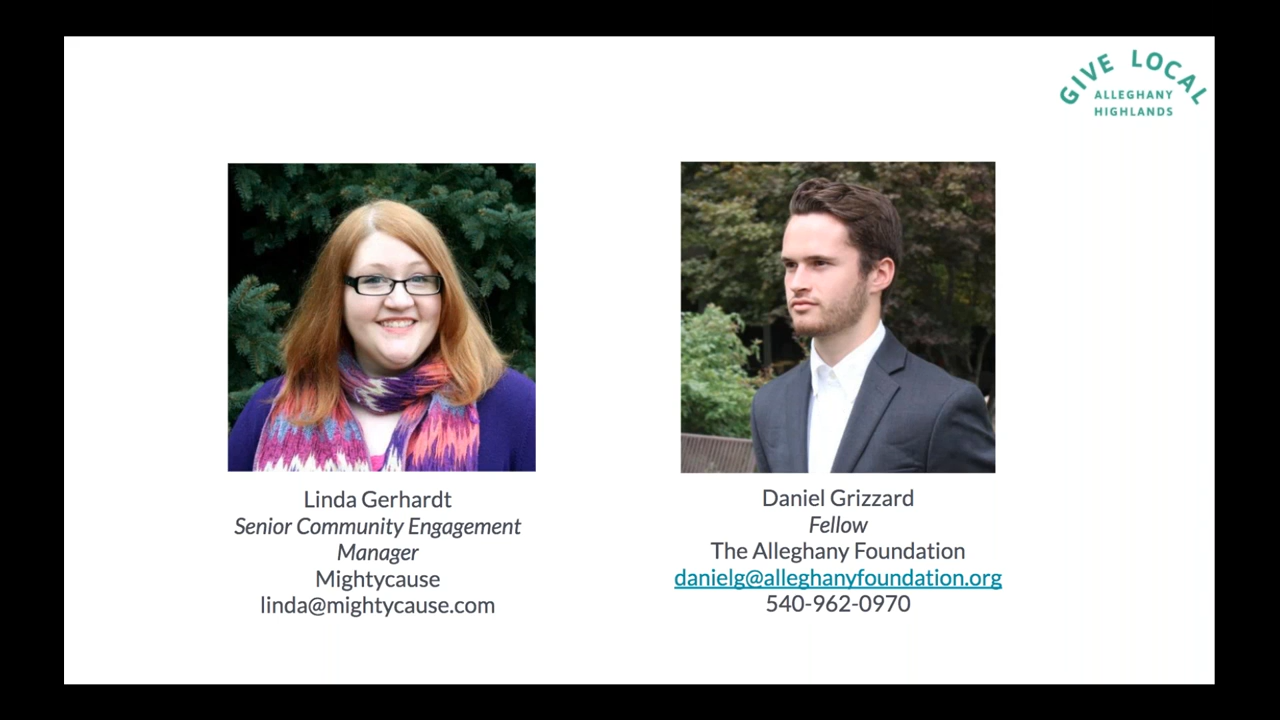 GIVE LOCAL
ALLEGHANY
HIGHLANDS
Linda Gerhardt
Senior Community Engagement
Manager
Mightycause
linda@mightycause.com
Daniel Grizzard
Fellow
The Alleghany Foundation
danielg@alleghanyfoundation.org
540-962-0970